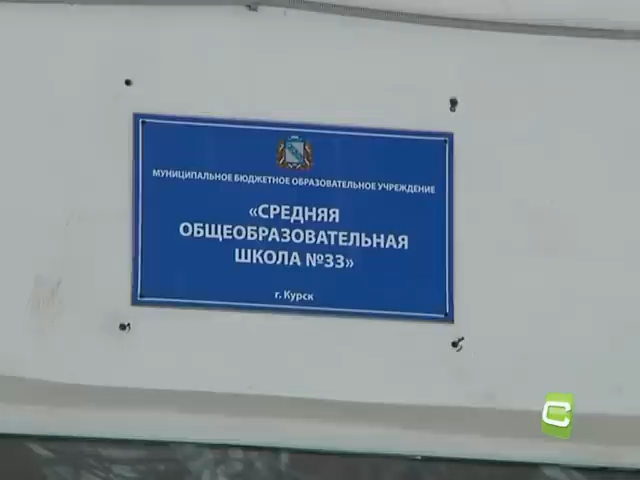 МУНИЦИПАЛЬНОЕ БЮДЖЕТНОЕ ОБРАЗОВАТЕЛЬНОЕ УЧРЕЖДЕНИЕ
«СРЕДНЯЯ
ОБЩЕОБРАЗОВАТЕЛЬНАЯ
ШКОЛА №33»
г. Курск
C